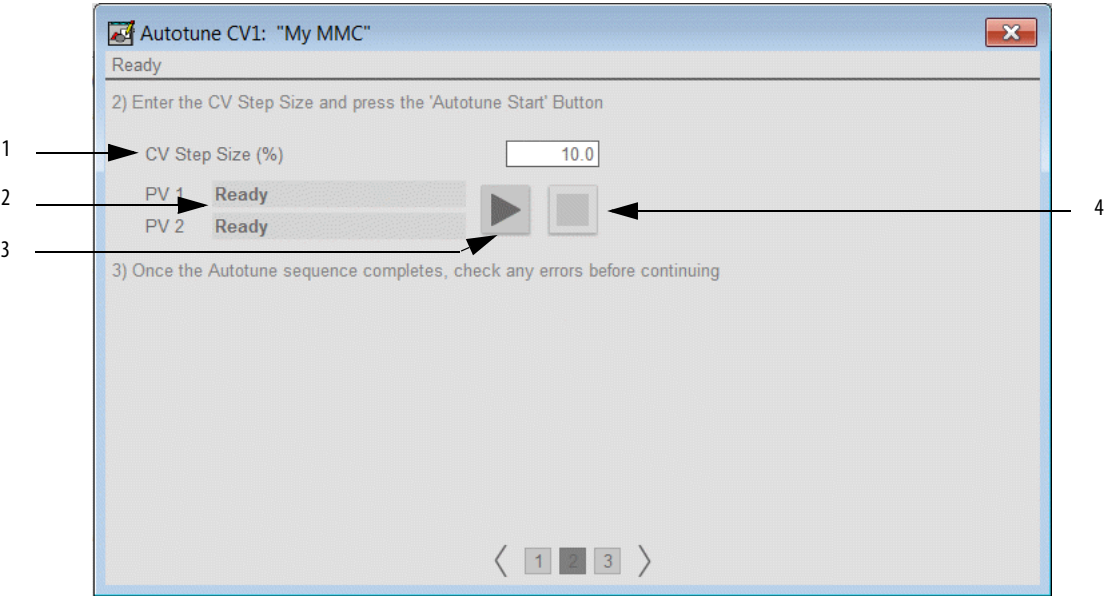 Autotune CV1: "My MMC"
Ready
2) Enter the CV Step Size and press the 'Autotune Start' Button
1
CV Step Size (%) 10.0
2
PV 1 Ready
4
PV 2 Ready
3
3) Once the Autotune sequence completes, check any errors before continuing
1 2 3